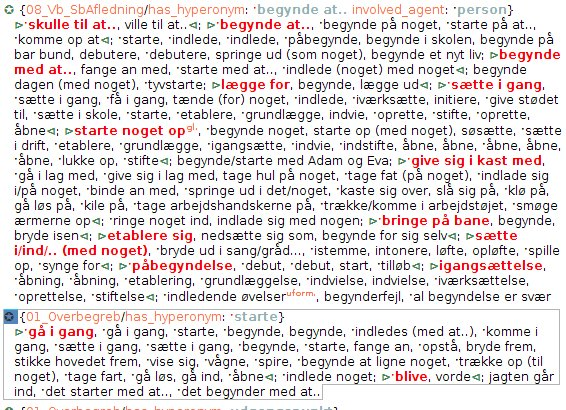 ✪ {08_Vb_SbAfledning/has_hyperonym: ·begynde at.. involved_agent: ·person}
▷·skulle til at.., ville til at..◁; ▷·begynde at.., begynde på noget, ·starte på at..,
·komme op at◁; ·starte, indlede, ·indlede, ·påbegynde, begynde i skolen, begynde på
bar bund, debutere, ·debutere, springe ud (som noget), begynde et nyt liv; ▷begynde
med at.., fange an med, ·starte med at.., ·indlede (noget) med noget◁; begynde
dagen (med noget), ·tyvstarte; ▷·lægge for, begynde, lægge ud◁; ▷·sætte i gang,
·sætte i gang, ·få i gang, tænde (for) noget, ·indlede, ·iværksætte, initiere, ·give stødet
til, ·sætte i skole, ·starte, etablere, ·grundlægge, ·indvie, ·oprette, ·stifte, ·oprette,
åbne◁; ▷starte noget op gl., ·begynde noget, starte op (med noget), søsætte, ·sætte
i drift, ·etablere, ·grundlægge, ·igangsætte, ·indvie, ·indstifte, åbne, åbne, ·åbne, åbne,
·åbne, ·lukke op, ·stifte◁; begynde/starte med Adam og Eva; ▷·give sig i kast med,
gå i lag med, ·give sig i lag med, tage hul på noget, ·tage fat (på noget), ·indlade sig
i/på noget, ·binde an med, ·springe ud i det/noget, ·kaste sig over, slå sig på, ·klø på,
gå løs på, ·kile på, ·tage arbejdshandskerne på, ·trække/komme i arbejdstøjet, ·smøge
ærmerne op◁; ·ringe noget ind, indlade sig med nogen; ▷·bringe på bane, begynde,
bryde isen◁; ▷etablere sig, nedsætte sig som, begynde for sig selv◁; ▷·sætte
i/ind/.. (med noget), ·bryde ud i sang/gråd..., ·istemme, intonere, løfte, opløfte, ·spille
op, ·synge for◁; ▷·påbegyndelse, ·debut, debut, start, ·tilløb◁; ▷·igangsættelse,
·åbning, ·åbning, ·etablering, ·grundlæggelse, ·indvielse, indvielse, ·iværksættelse,
·oprettelse, ·stiftelse◁; ·indledende øvelser uform., begynderfejl, ·al begyndelse er svær
✪ {01_Overbegreb/has_hyperonym: ·starte}
▷·gå i gang, ·gå i gang, ·starte, ·begynde, begynde, ·indledes (med at..), ·komme i
gang, ·sætte i gang, ·sætte i gang, ·begynde, ·starte, fange an, ·opstå, bryde frem,
stikke hovedet frem, ·vise sig, ·vågne, ·spire, ·begynde at ligne noget, ·trække op (til
noget), ·tage fart, ·gå løs, gå ind, ·åbne◁; ·indlede noget; ▷·blive, vorde◁; jagten går
ind, ·det starter med at.., ·det begynder med at..